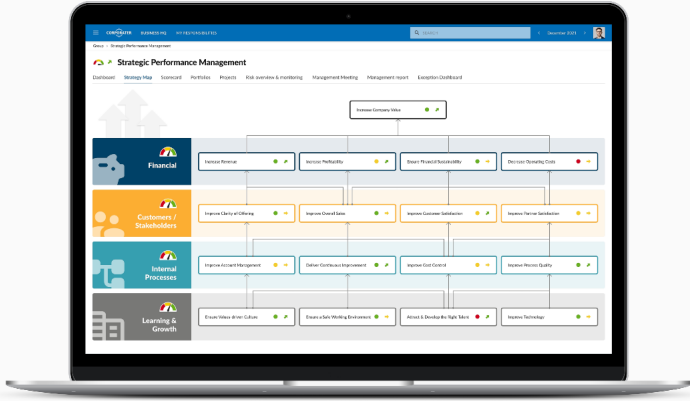 CORPORATER
BUSINESS HQ
MY RESPONSIBILITIES
SEARCH
December 2021
Group > Strategic Performance Management
Strategic Performance Management
Dashboard Strategy Map Scorecard Portfolios Projects Risk overview & monitoring Management Meeting Management report Exception Dashboard
Increase Company Value
Financial
Increase Revenue
Increase Profitability
Ensure Financial Sustainability
Decrease Operating Costs
Customers /
Stakeholders
Improve Clarity of Offering
Improve Overall Sales
Improve Customer Satisfaction
Improve Partner Satisfaction
Internal
Processes
Improve Account Management
Deliver Continuous Improvement
Improve Cost Control
Improve Process Quality
Learning &
Growth
Ensure Values-driven Culture
Ensure a Safe Working Environment
Attract & Develop the Right Talent
Improve Technology